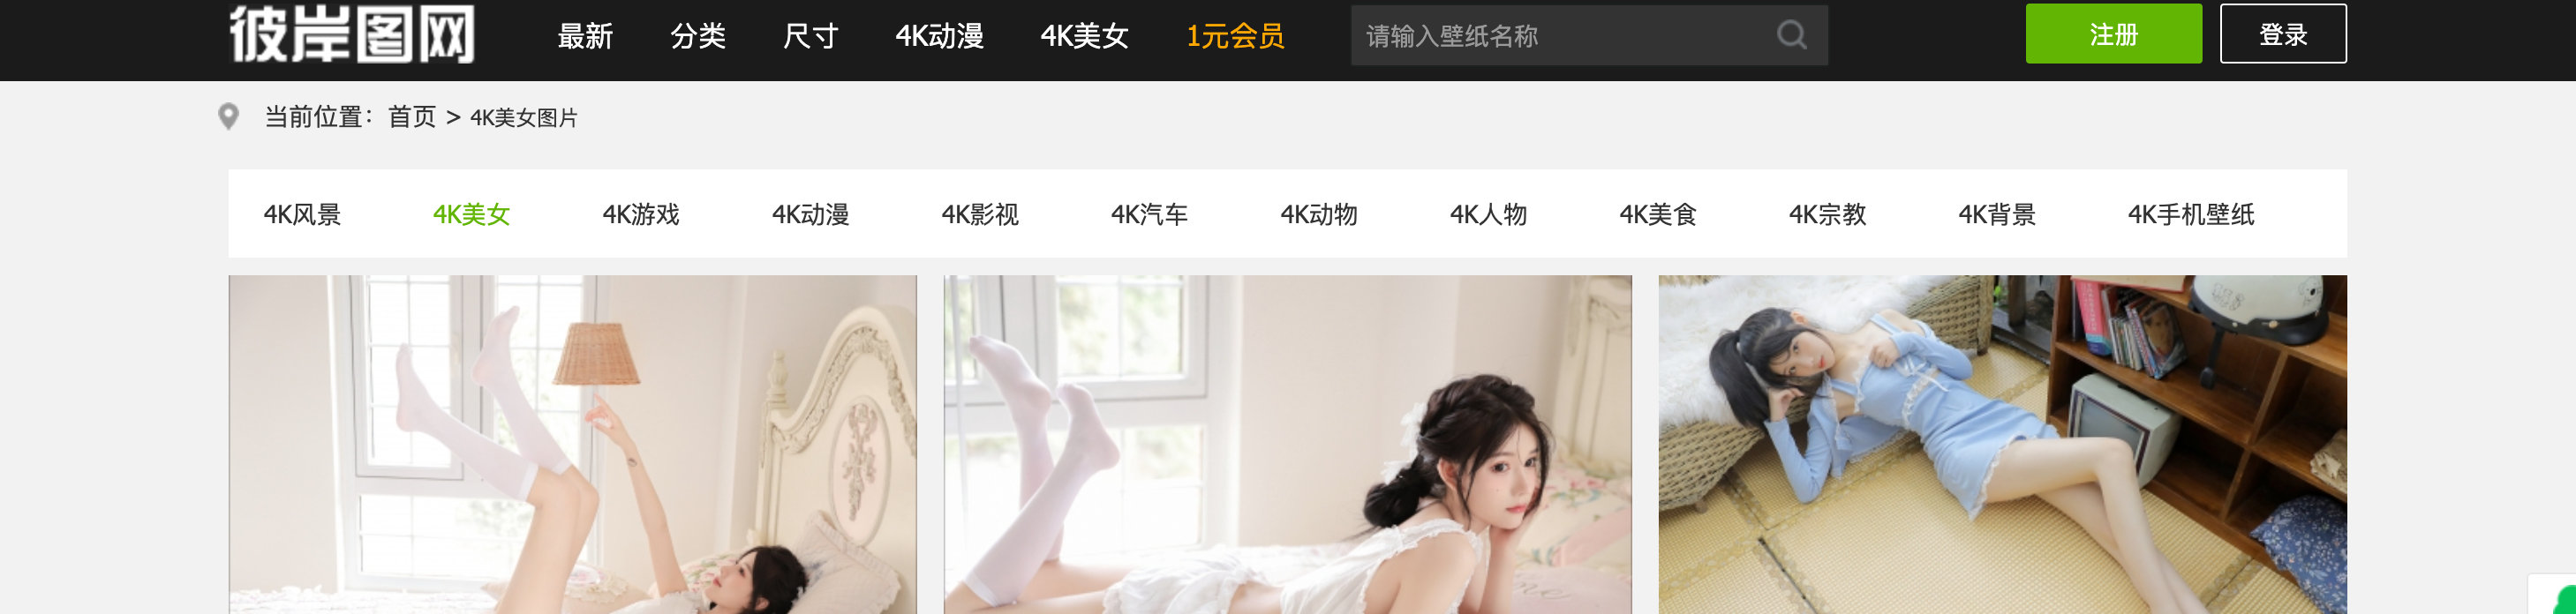 彼岸图网 最新 分类 尺寸 4K动漫 4K美女 1元会员 请输入壁纸名称 注册 登录
当前位置：首页 > 4K美女图片
4K风景 4K美女 4K游戏 4K动漫 4K影视 4K汽车 4K动物 4K人物 4K美食 4K宗教 4K背景 4K手机壁纸